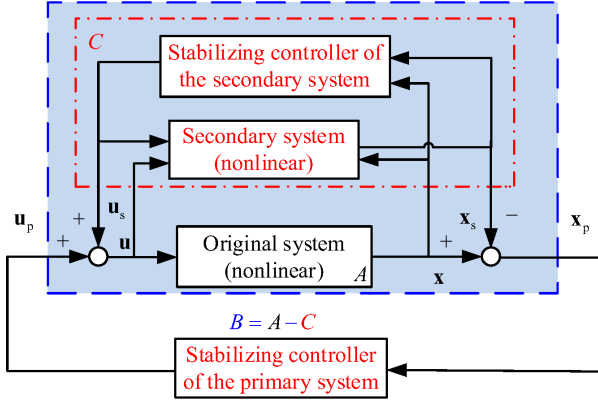 C
Stabilizing controller of
the secondary system
Secondary system
(nonlinear)
u_p
+
+
u_s
u
Original system
(nonlinear)
A
x_s
−
+
x
x_p
B = A − C
Stabilizing controller
of the primary system